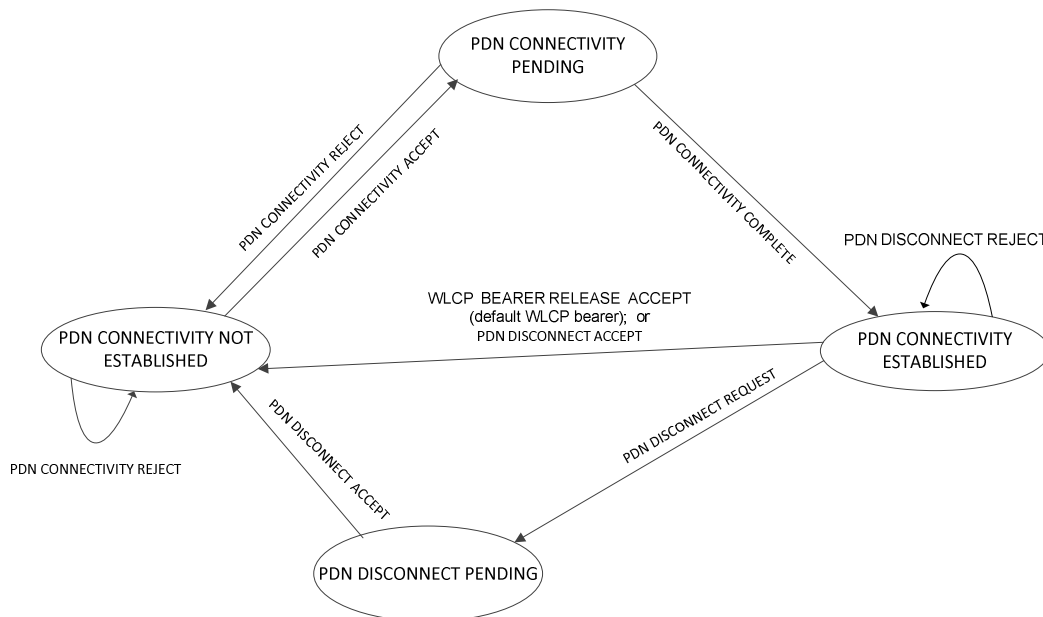 PDN CONNECTIVITY
PENDING
PDN CONNECTIVITY REJECT
PDN CONNECTIVITY ACCEPT
PDN CONNECTIVITY COMPLETE
PDN DISCONNECT REJECT
WLCP BEARER RELEASE ACCEPT
(default WLCP bearer); or
PDN DISCONNECT ACCEPT
PDN CONNECTIVITY NOT
ESTABLISHED
PDN CONNECTIVITY
ESTABLISHED
PDN DISCONNECT REQUEST
PDN DISCONNECT ACCEPT
PDN CONNECTIVITY REJECT
PDN DISCONNECT PENDING